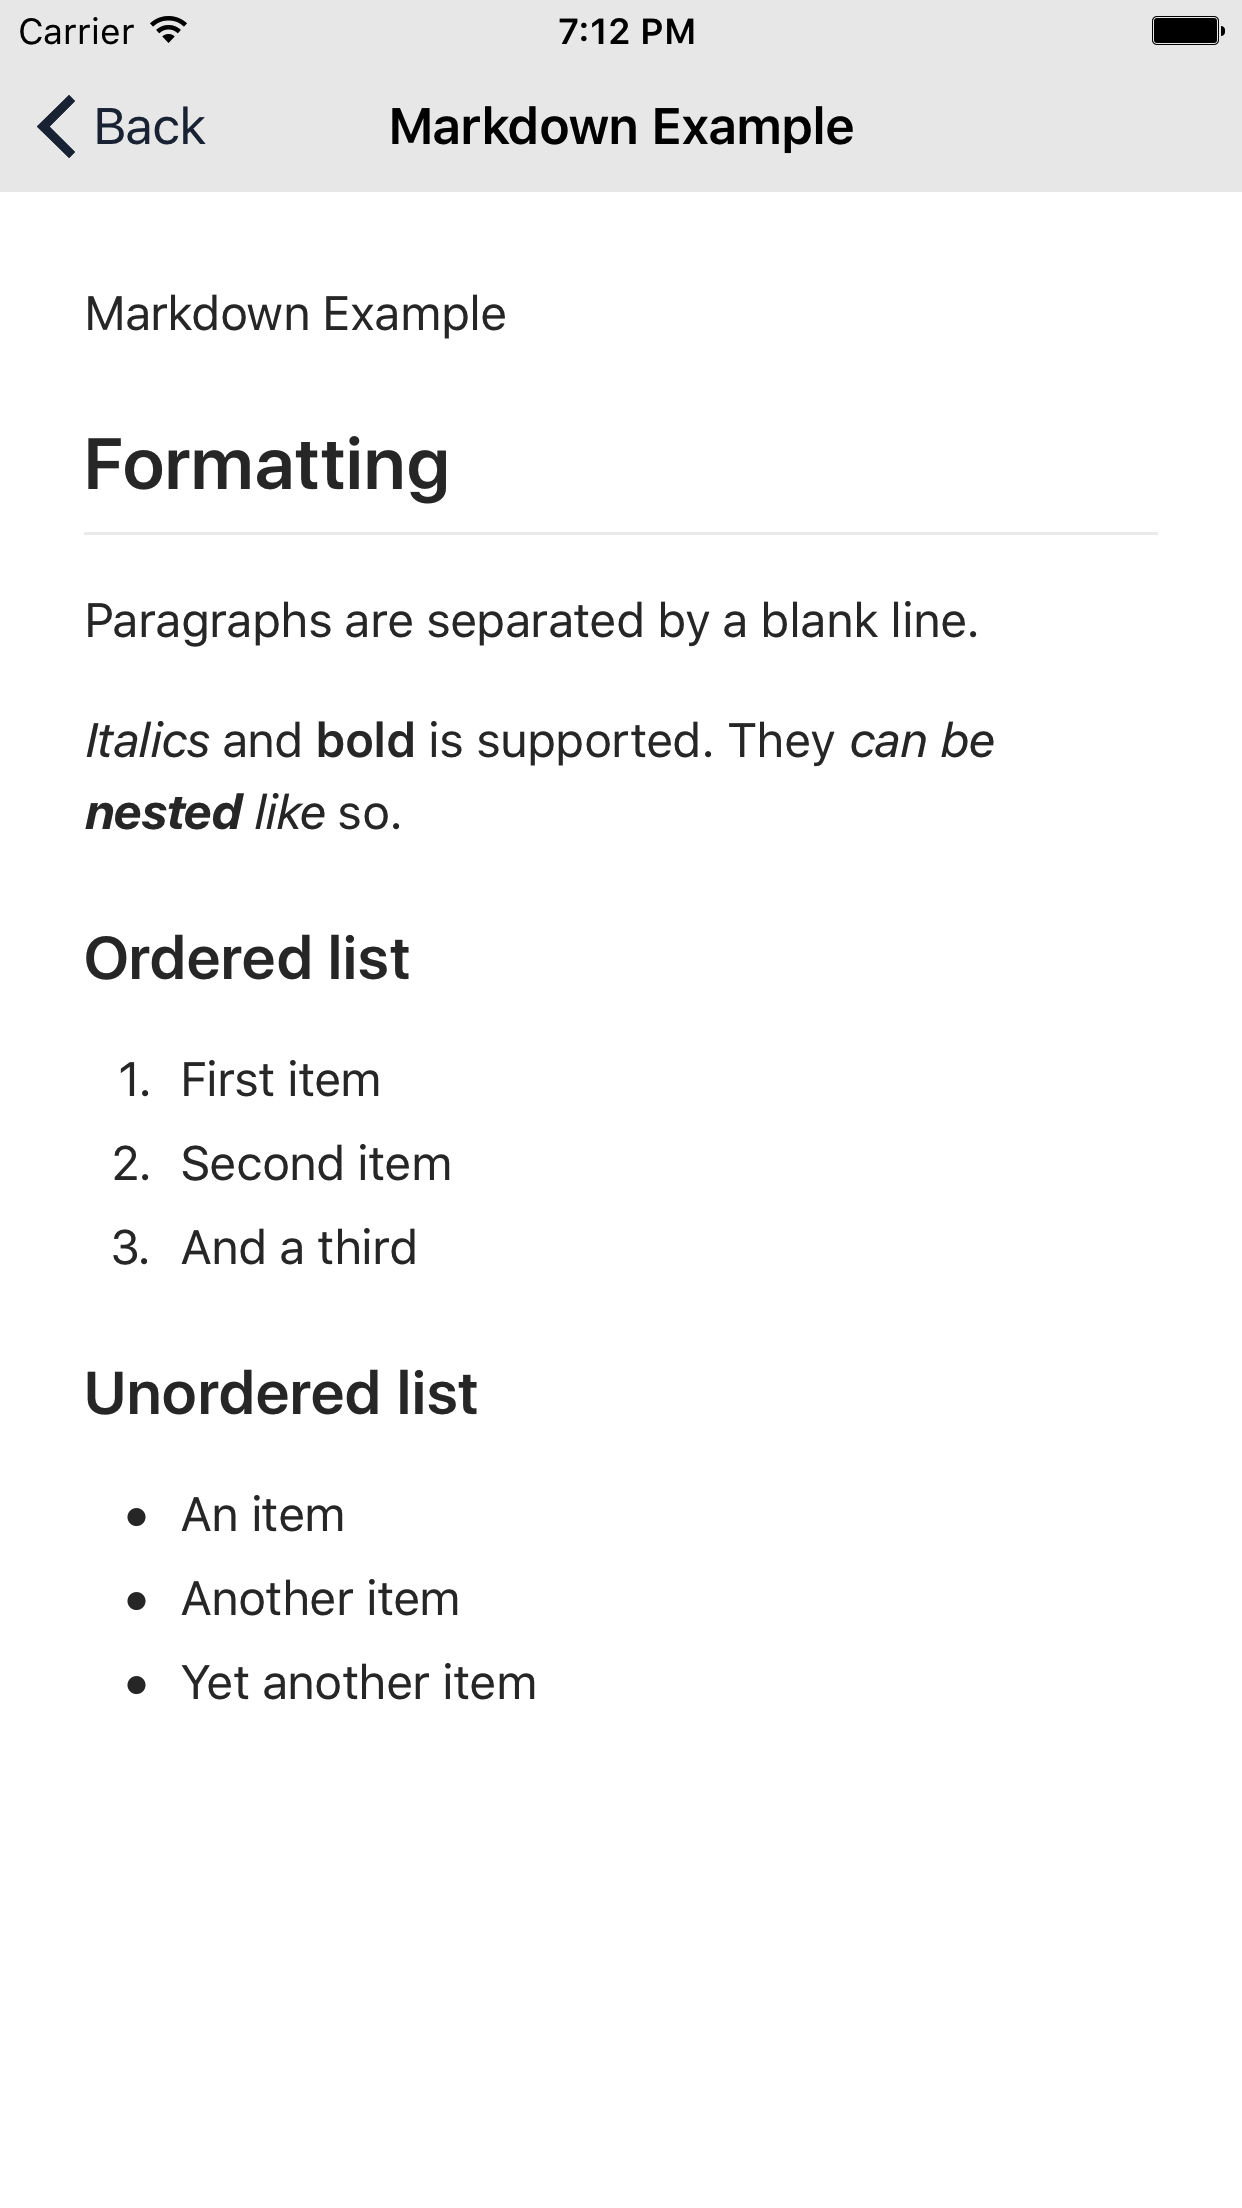 Carrier
7:12 PM
Back
Markdown Example
Markdown Example
Formatting
Paragraphs are separated by a blank line.
Italics and bold is supported. They can be
nested like so.
Ordered list
1. First item
2. Second item
3. And a third
Unordered list
• An item
• Another item
• Yet another item